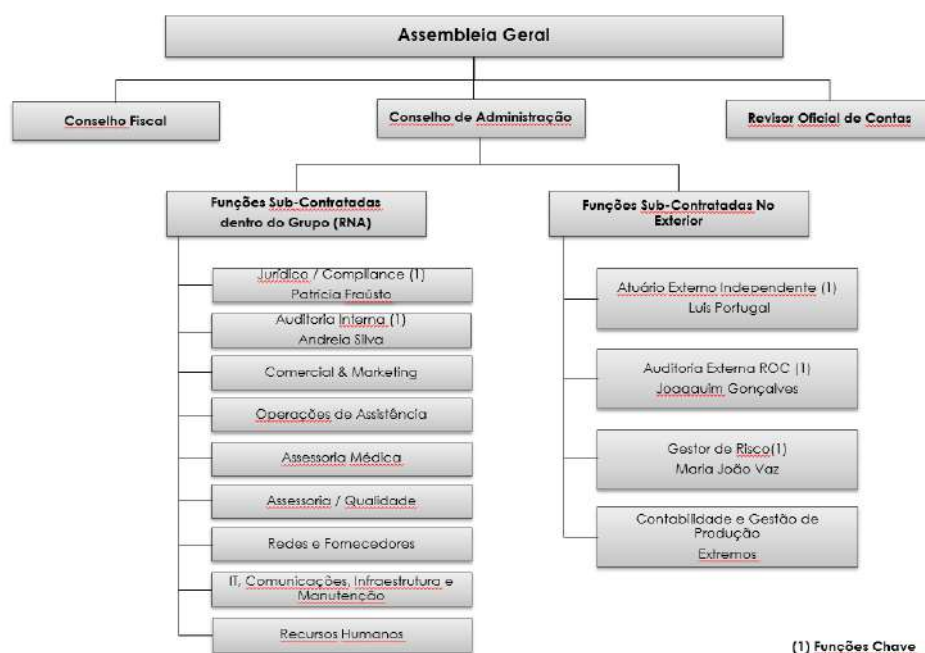 Assembleia Geral
Conselho Fiscal
Conselho de Administração
Revisor Oficial de Contas
Funções Sub-Contratadas
dentro do Grupo (RNA)
Jurídico / Compliance (1)
Patrícia Fraústo
Auditoria Interna (1)
Andreia Silva
Comercial & Marketing
Operações de Assistência
Assessoria Médica
Assessoria / Qualidade
Redes e Fornecedores
IT, Comunicações, Infraestrutura e
Manutenção
Recursos Humanos
Funções Sub-Contratadas No
Exterior
Atuário Externo Independente (1)
Luis Portugal
Auditoria Externa ROC (1)
Joaquim Gonçalves
Gestor de Risco(1)
Maria João Vaz
Contabilidade e Gestão de
Produção
Extremos
(1) Funções Chave